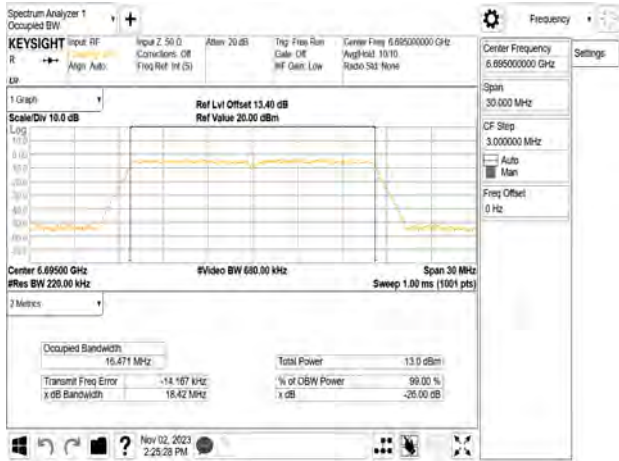 Spectrum Analyzer 1
Occupied BW
+
Frequency
KEYSIGHT
R
Input: RF
Align: Auto
Input Z: 50 Ω
Corrections: Off
Freq Ref: Int (S)
Atten: 20 dB
Trig: Free Run
Gate: Off
#IF Gain: Low
Center Freq: 6.695000000 GHz
Avg|Hold: 10/10
Radio Std: None
1 Graph
Scale/Div 10.0 dB
Ref Lvl Offset 13.40 dB
Ref Value 20.00 dBm
Log
10.0
0.00
Center 6.69500 GHz
#Res BW 220.00 kHz
#Video BW 680.00 kHz
Span 30 MHz
Sweep 1.00 ms (1001 pts)
2 Metrics
Occupied Bandwidth
16.471 MHz
Transmit Freq Error
-14.167 kHz
x dB Bandwidth
18.42 MHz
Total Power
13.0 dBm
% of OBW Power
99.00 %
x dB
-26.00 dB
Center Frequency
6.695000000 GHz
Settings
Span
30.000 MHz
CF Step
3.000000 MHz
Auto
Man
Freq Offset
0 Hz
?
Nov 02, 2023
2:25:28 PM